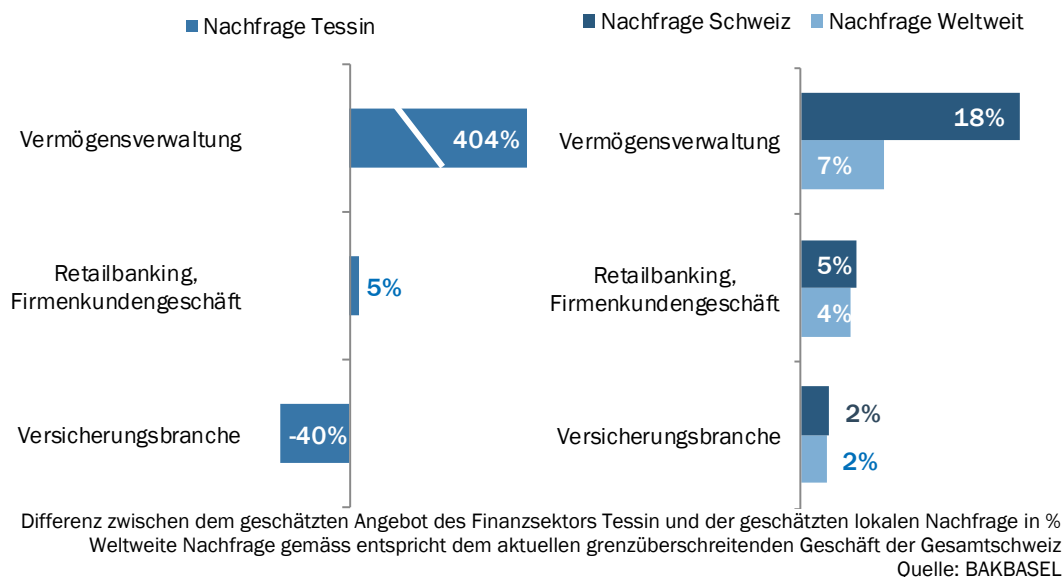 Nachfrage Tessin
Vermögensverwaltung
404%
Retailbanking,
Firmenkundengeschäft
5%
Versicherungsbranche
-40%
Nachfrage Schweiz Nachfrage Weltweit
Vermögensverwaltung
18%
7%
Retailbanking,
Firmenkundengeschäft
5%
4%
Versicherungsbranche
2%
2%
Differenz zwischen dem geschätzten Angebot des Finanzsektors Tessin und der geschätzten lokalen Nachfrage in %
Weltweite Nachfrage gemäss entspricht dem aktuellen grenzüberschreitenden Geschäft der Gesamtschweiz
Quelle: BAKBASEL